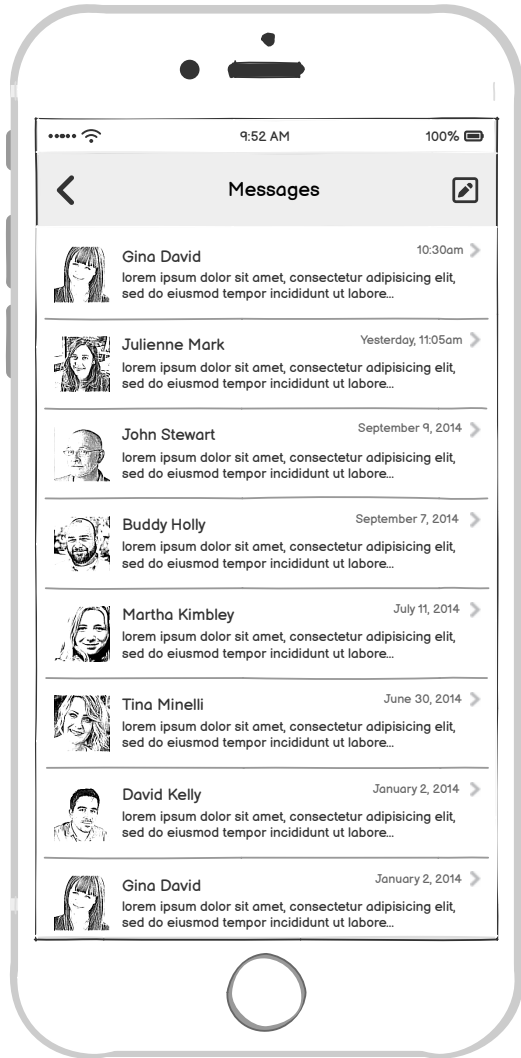 9:52 AM
100%
Messages
Gina David
10:30am
lorem ipsum dolor sit amet, consectetur adipisicing elit,
sed do eiusmod tempor incididunt ut labore...
Julienne Mark
Yesterday, 11:05am
lorem ipsum dolor sit amet, consectetur adipisicing elit,
sed do eiusmod tempor incididunt ut labore...
John Stewart
September 9, 2014
lorem ipsum dolor sit amet, consectetur adipisicing elit,
sed do eiusmod tempor incididunt ut labore...
Buddy Holly
September 7, 2014
lorem ipsum dolor sit amet, consectetur adipisicing elit,
sed do eiusmod tempor incididunt ut labore...
Martha Kimbley
July 11, 2014
lorem ipsum dolor sit amet, consectetur adipisicing elit,
sed do eiusmod tempor incididunt ut labore...
Tina Minelli
June 30, 2014
lorem ipsum dolor sit amet, consectetur adipisicing elit,
sed do eiusmod tempor incididunt ut labore...
David Kelly
January 2, 2014
lorem ipsum dolor sit amet, consectetur adipisicing elit,
sed do eiusmod tempor incididunt ut labore...
Gina David
January 2, 2014
lorem ipsum dolor sit amet, consectetur adipisicing elit,
sed do eiusmod tempor incididunt ut labore...